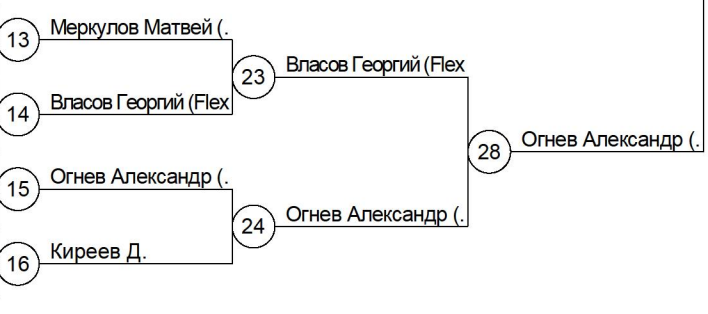 13
Меркулов Матвей (.
Власов Георгий (Flex
23
14
Власов Георгий (Flex
Огнев Александр (.
28
15
Огнев Александр (.
Огнев Александр (.
24
16
Киреев Д.